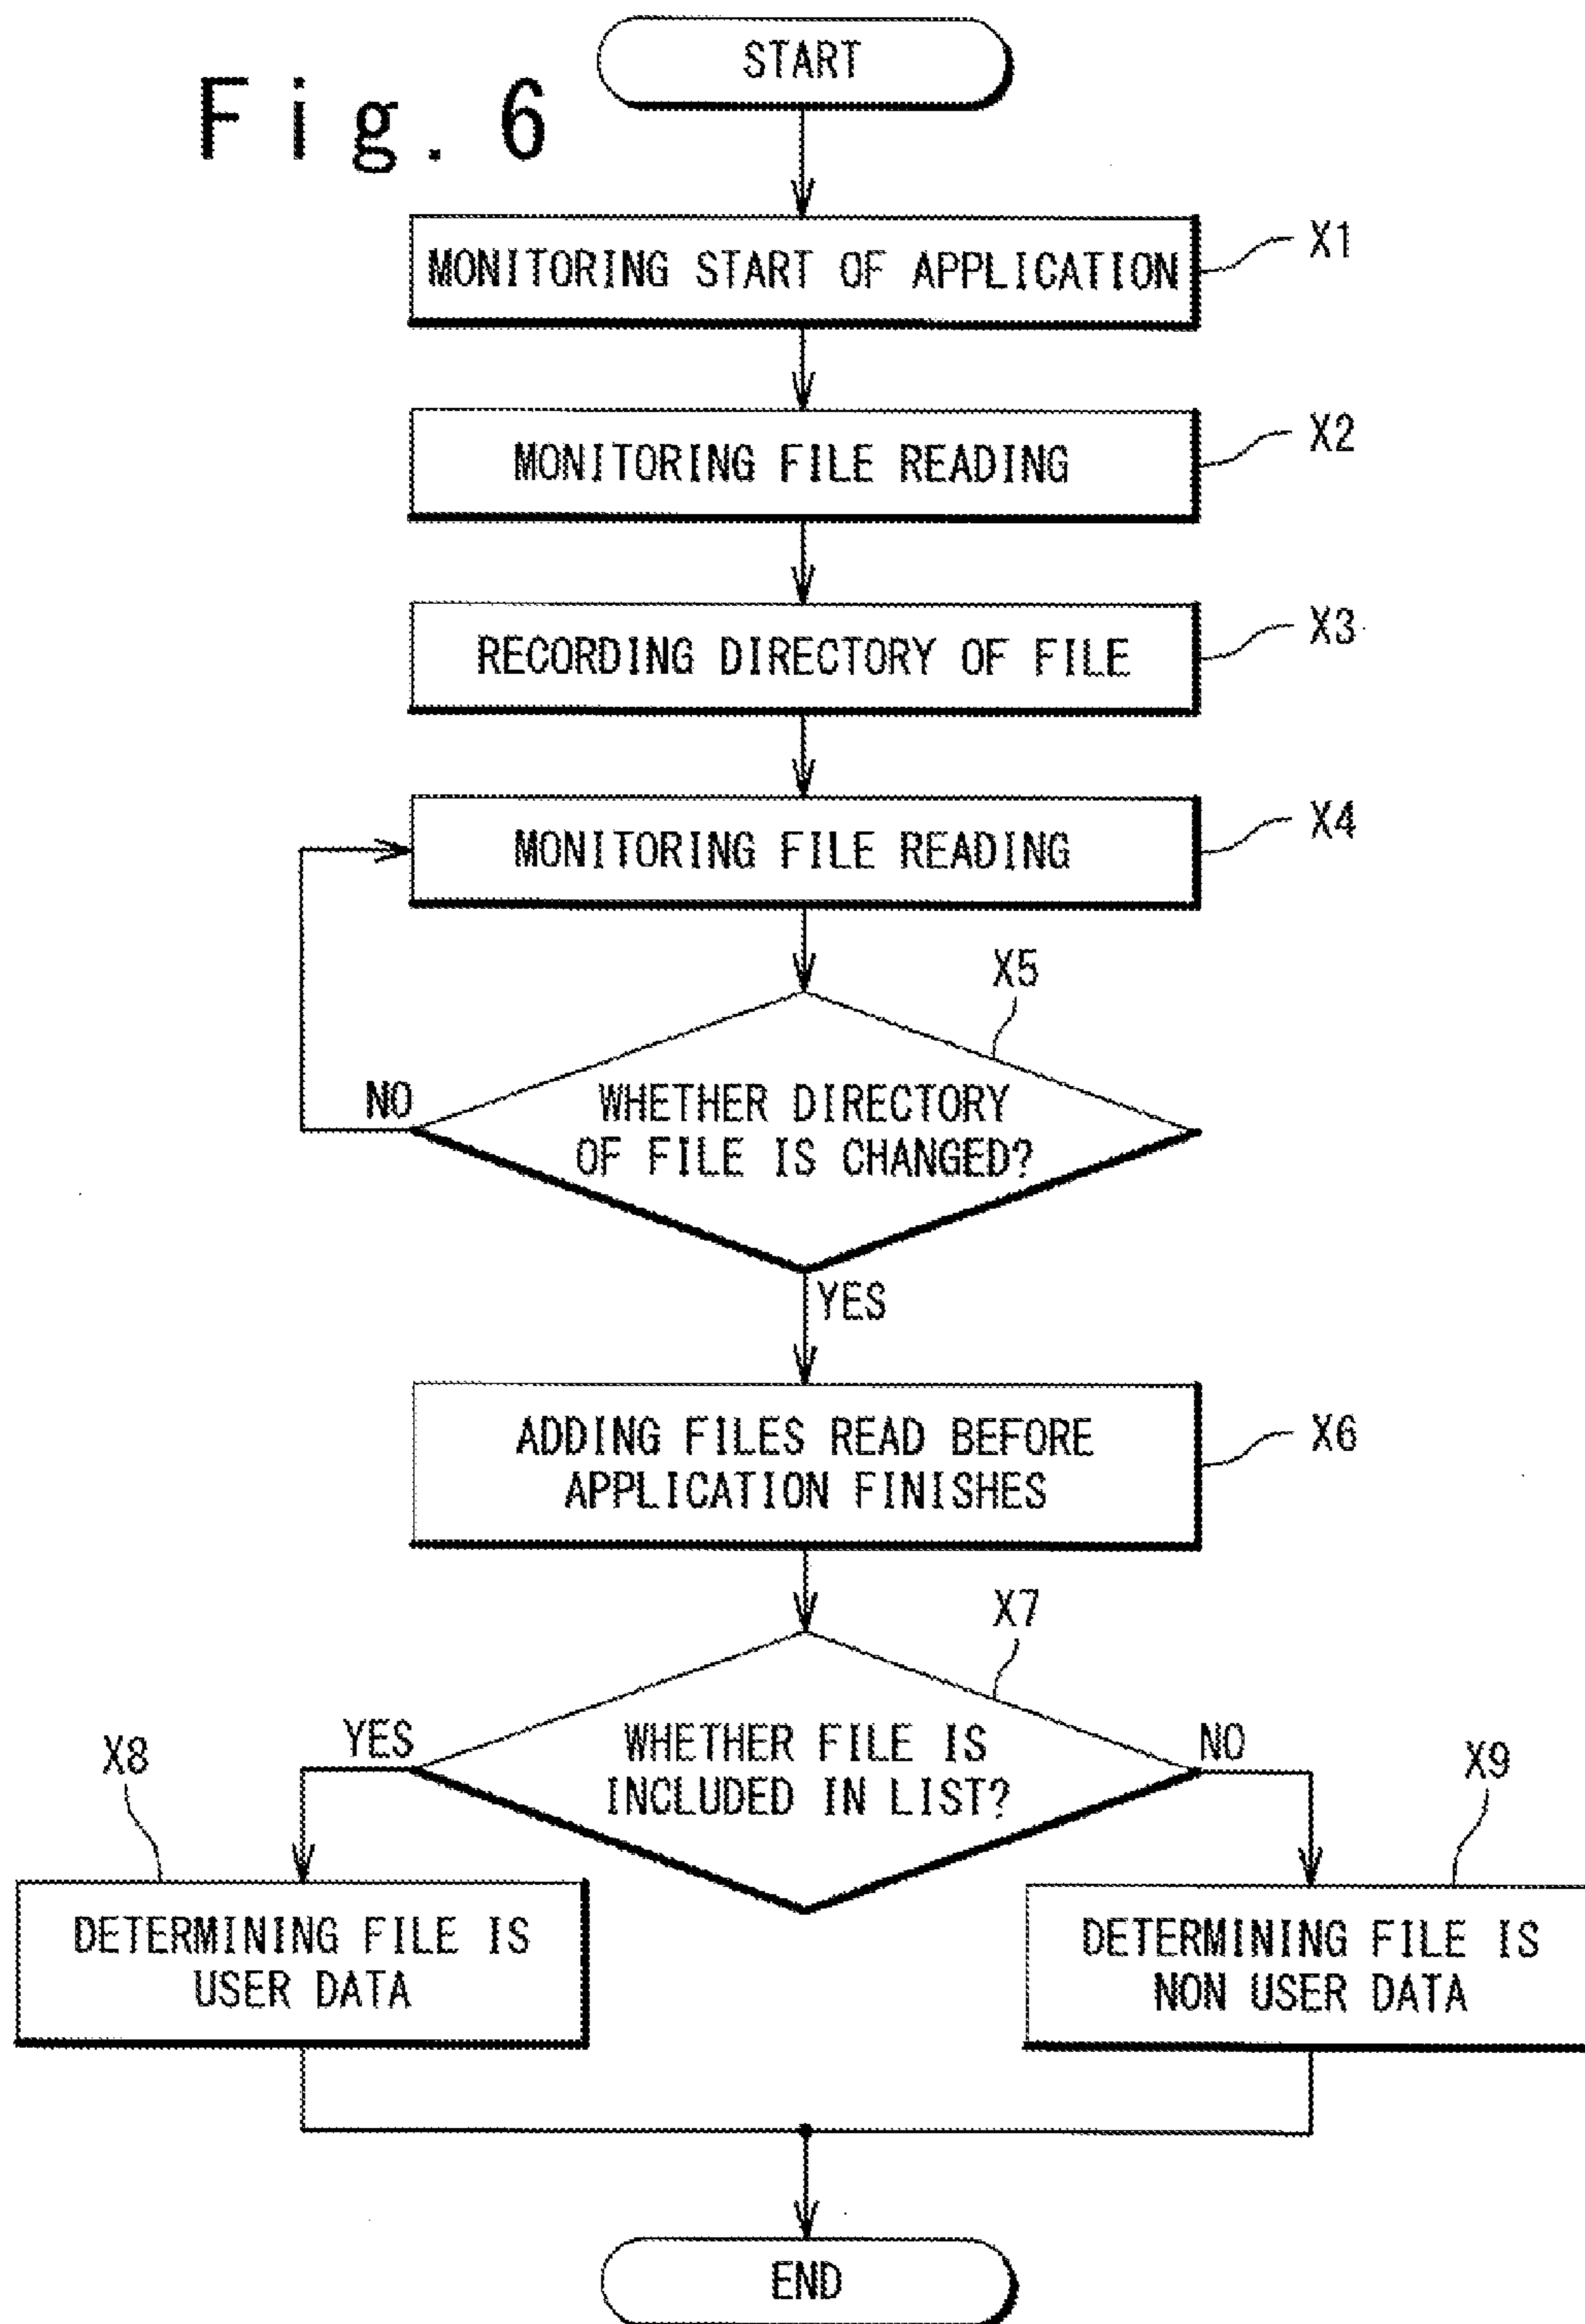 START
Fig. 6
MONITORING START OF APPLICATION
X1
MONITORING FILE READING
X2
RECORDING DIRECTORY OF FILE
X3
MONITORING FILE READING
X4
X5
WHETHER DIRECTORY
OF FILE IS CHANGED?
NO
YES
ADDING FILES READ BEFORE
APPLICATION FINISHES
X6
X7
WHETHER FILE IS
INCLUDED IN LIST?
YES
NO
X8
X9
DETERMINING FILE IS
USER DATA
DETERMINING FILE IS
NON USER DATA
END